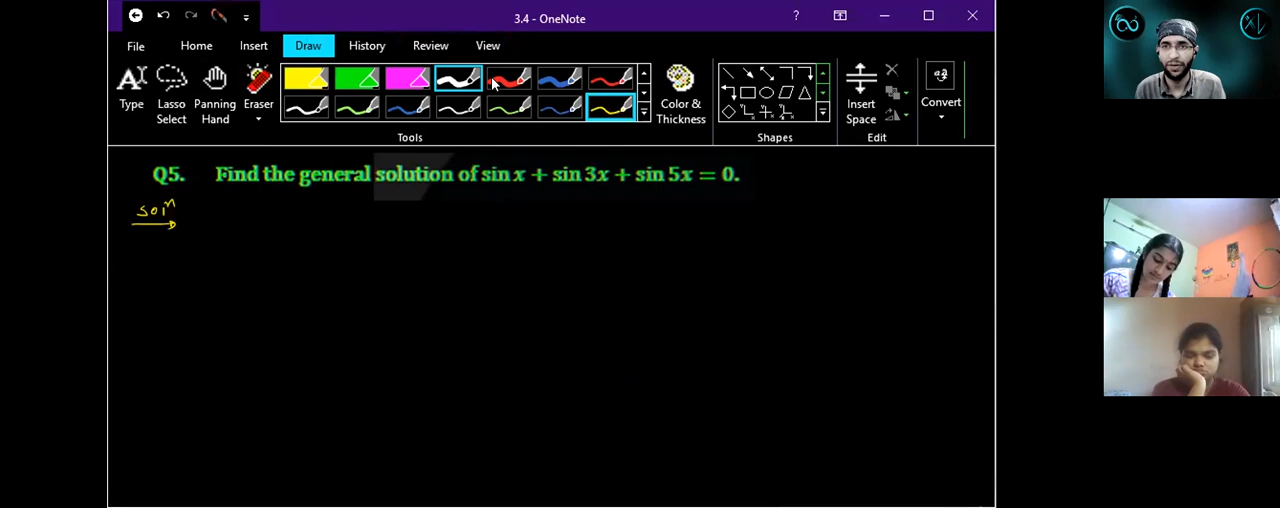 3.4 - OneNote
?
File Home Insert Draw History Review View
Type
Lasso Select
Panning Hand
Eraser
Color & Thickness
Insert Space
Convert
Tools
Shapes
Edit
Q5. Find the general solution of sin x + sin 3x + sin 5x = 0.
Solⁿ